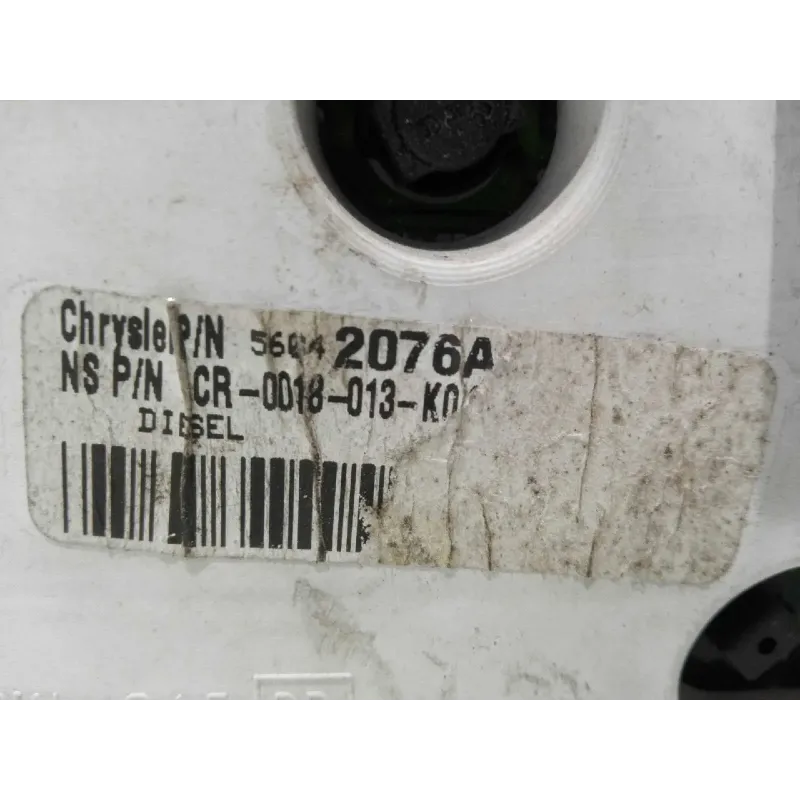 Chrysler P/N 56042076A
NS P/N CR-0018-013-K0
DIESEL